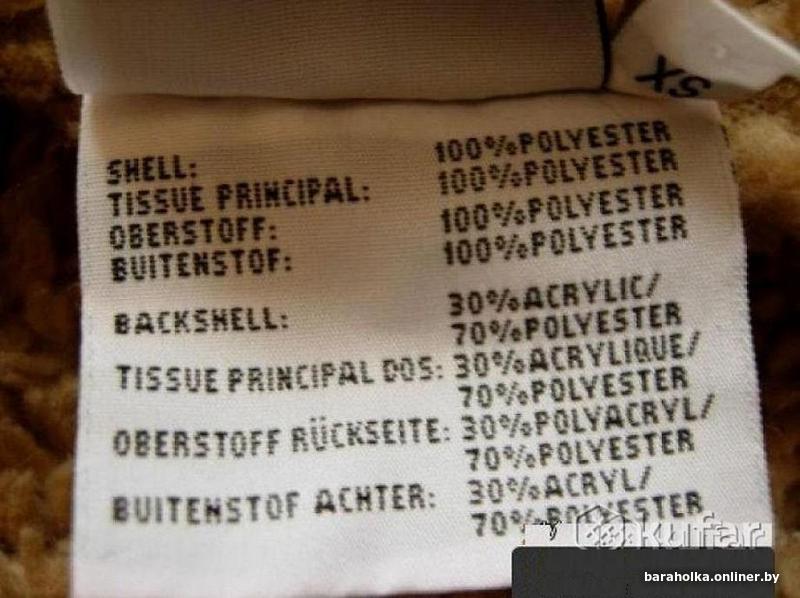 XS
SHELL: 100%POLYESTER
TISSUE PRINCIPAL: 100%POLYESTER
OBERSTOFF: 100%POLYESTER
BUITENSTOF: 100%POLYESTER
BACKSHELL: 30%ACRYLIC/
70%POLYESTER
TISSUE PRINCIPAL DOS: 30%ACRYLIQUE/
70%POLYESTER
OBERSTOFF RÜCKSEITE: 30%POLYACRYL/
70%POLYESTER
BUITENSTOF ACHTER: 30%ACRYL/
70%POLYESTER
kufar
baraholka.onliner.by